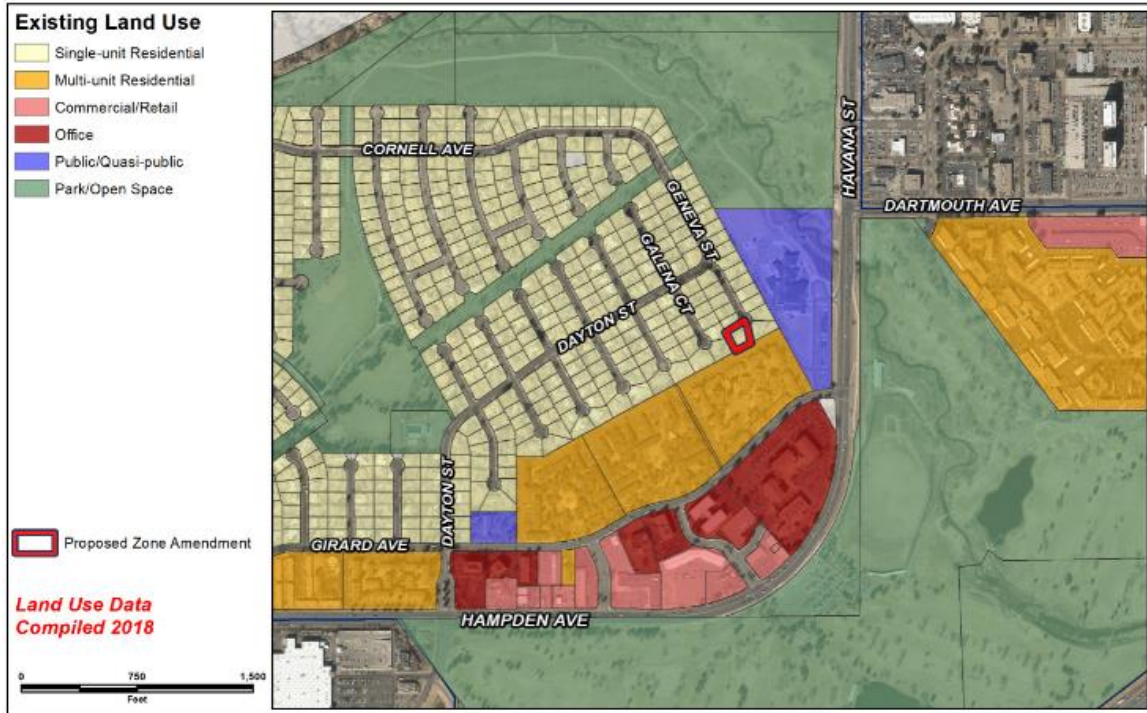 Existing Land Use
Single-unit Residential
Multi-unit Residential
Commercial/Retail
Office
Public/Quasi-public
Park/Open Space
Proposed Zone Amendment
Land Use Data
Compiled 2018
0 750 1,500
Feet
CORNELL AVE
HAVANA ST
DARTMOUTH AVE
GENEVA ST
GALENA CT
DAYTON ST
DAYTON ST
GIRARD AVE
HAMPDEN AVE